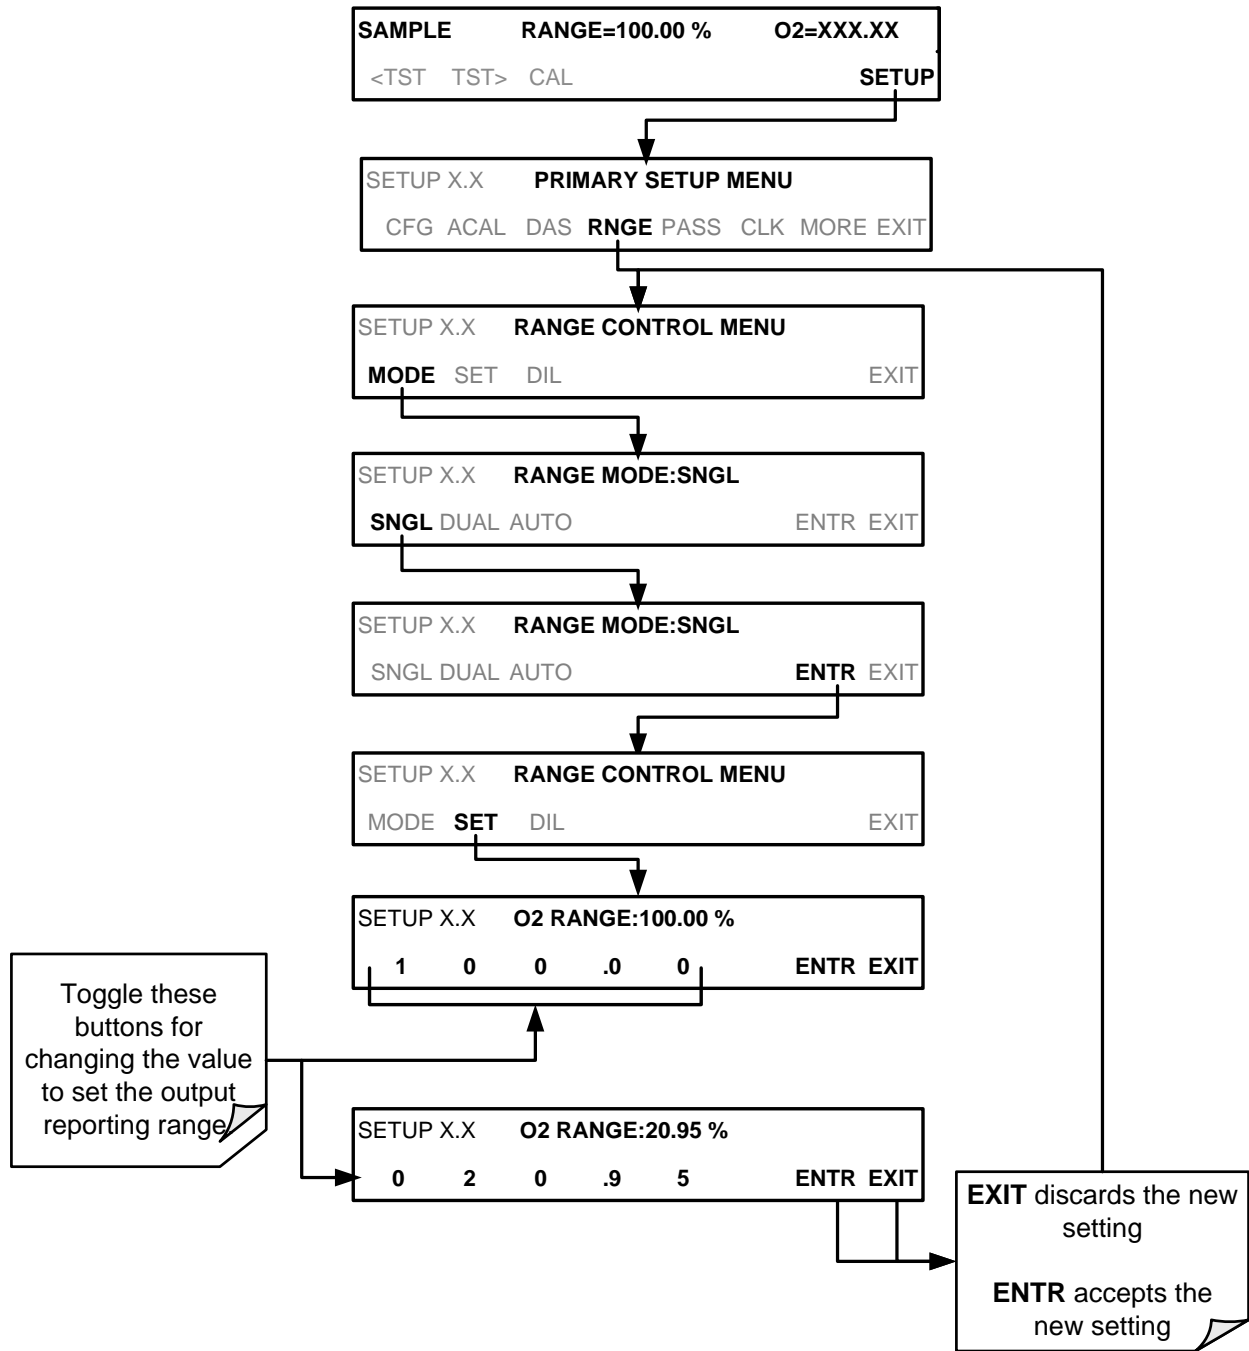 SAMPLE RANGE=100.00 % O2=XXX.XX
<TST TST> CAL SETUP
SETUP X.X PRIMARY SETUP MENU
CFG ACAL DAS RNGE PASS CLK MORE EXIT
SETUP X.X RANGE CONTROL MENU
MODE SET DIL EXIT
SETUP X.X RANGE MODE:SNGL
SNGL DUAL AUTO ENTR EXIT
SETUP X.X RANGE MODE:SNGL
SNGL DUAL AUTO ENTR EXIT
SETUP X.X RANGE CONTROL MENU
MODE SET DIL EXIT
SETUP X.X O2 RANGE:100.00 %
1 0 0 .0 0 ENTR EXIT
Toggle these
buttons for
changing the value
to set the output
reporting range
SETUP X.X O2 RANGE:20.95 %
0 2 0 .9 5 ENTR EXIT
EXIT discards the new
setting
ENTR accepts the
new setting